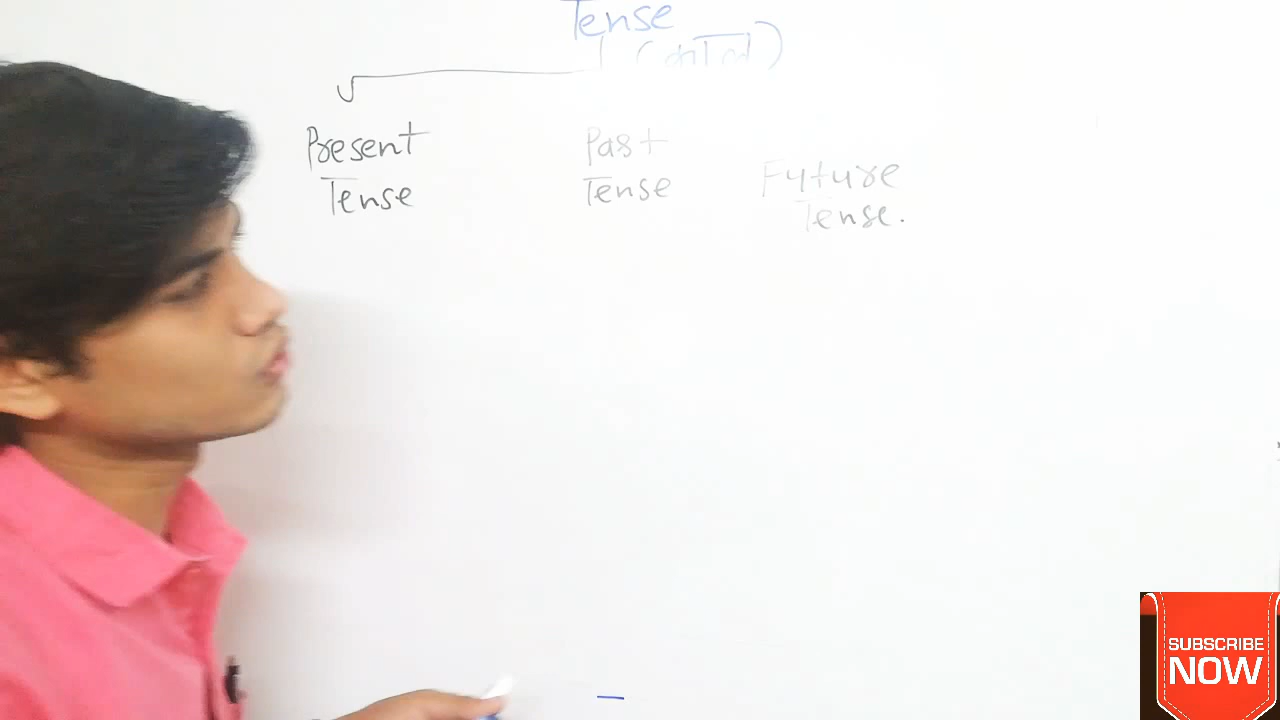 Tense
(काल)
Present
Tense
Past
Tense
Future
Tense.
SUBSCRIBE
NOW